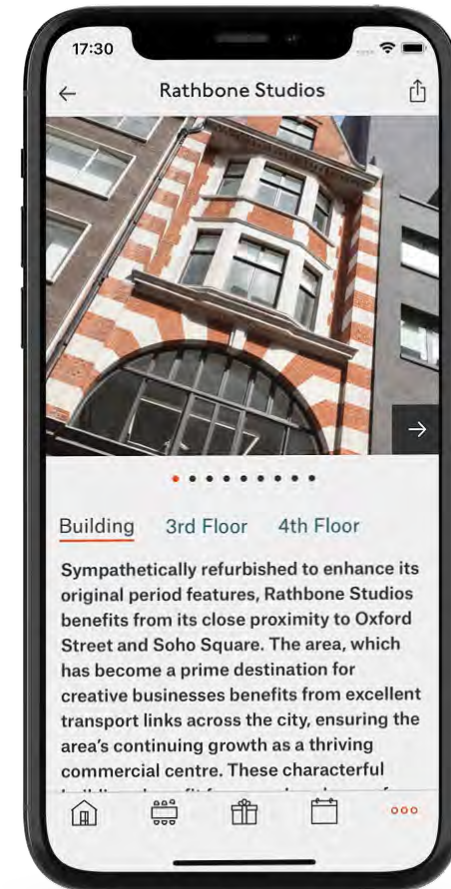 17:30
Rathbone Studios
Building 3rd Floor 4th Floor
Sympathetically refurbished to enhance its
original period features, Rathbone Studios
benefits from its close proximity to Oxford
Street and Soho Square. The area, which
has become a prime destination for
creative businesses benefits from excellent
transport links across the city, ensuring the
area's continuing growth as a thriving
commercial centre. These characterful